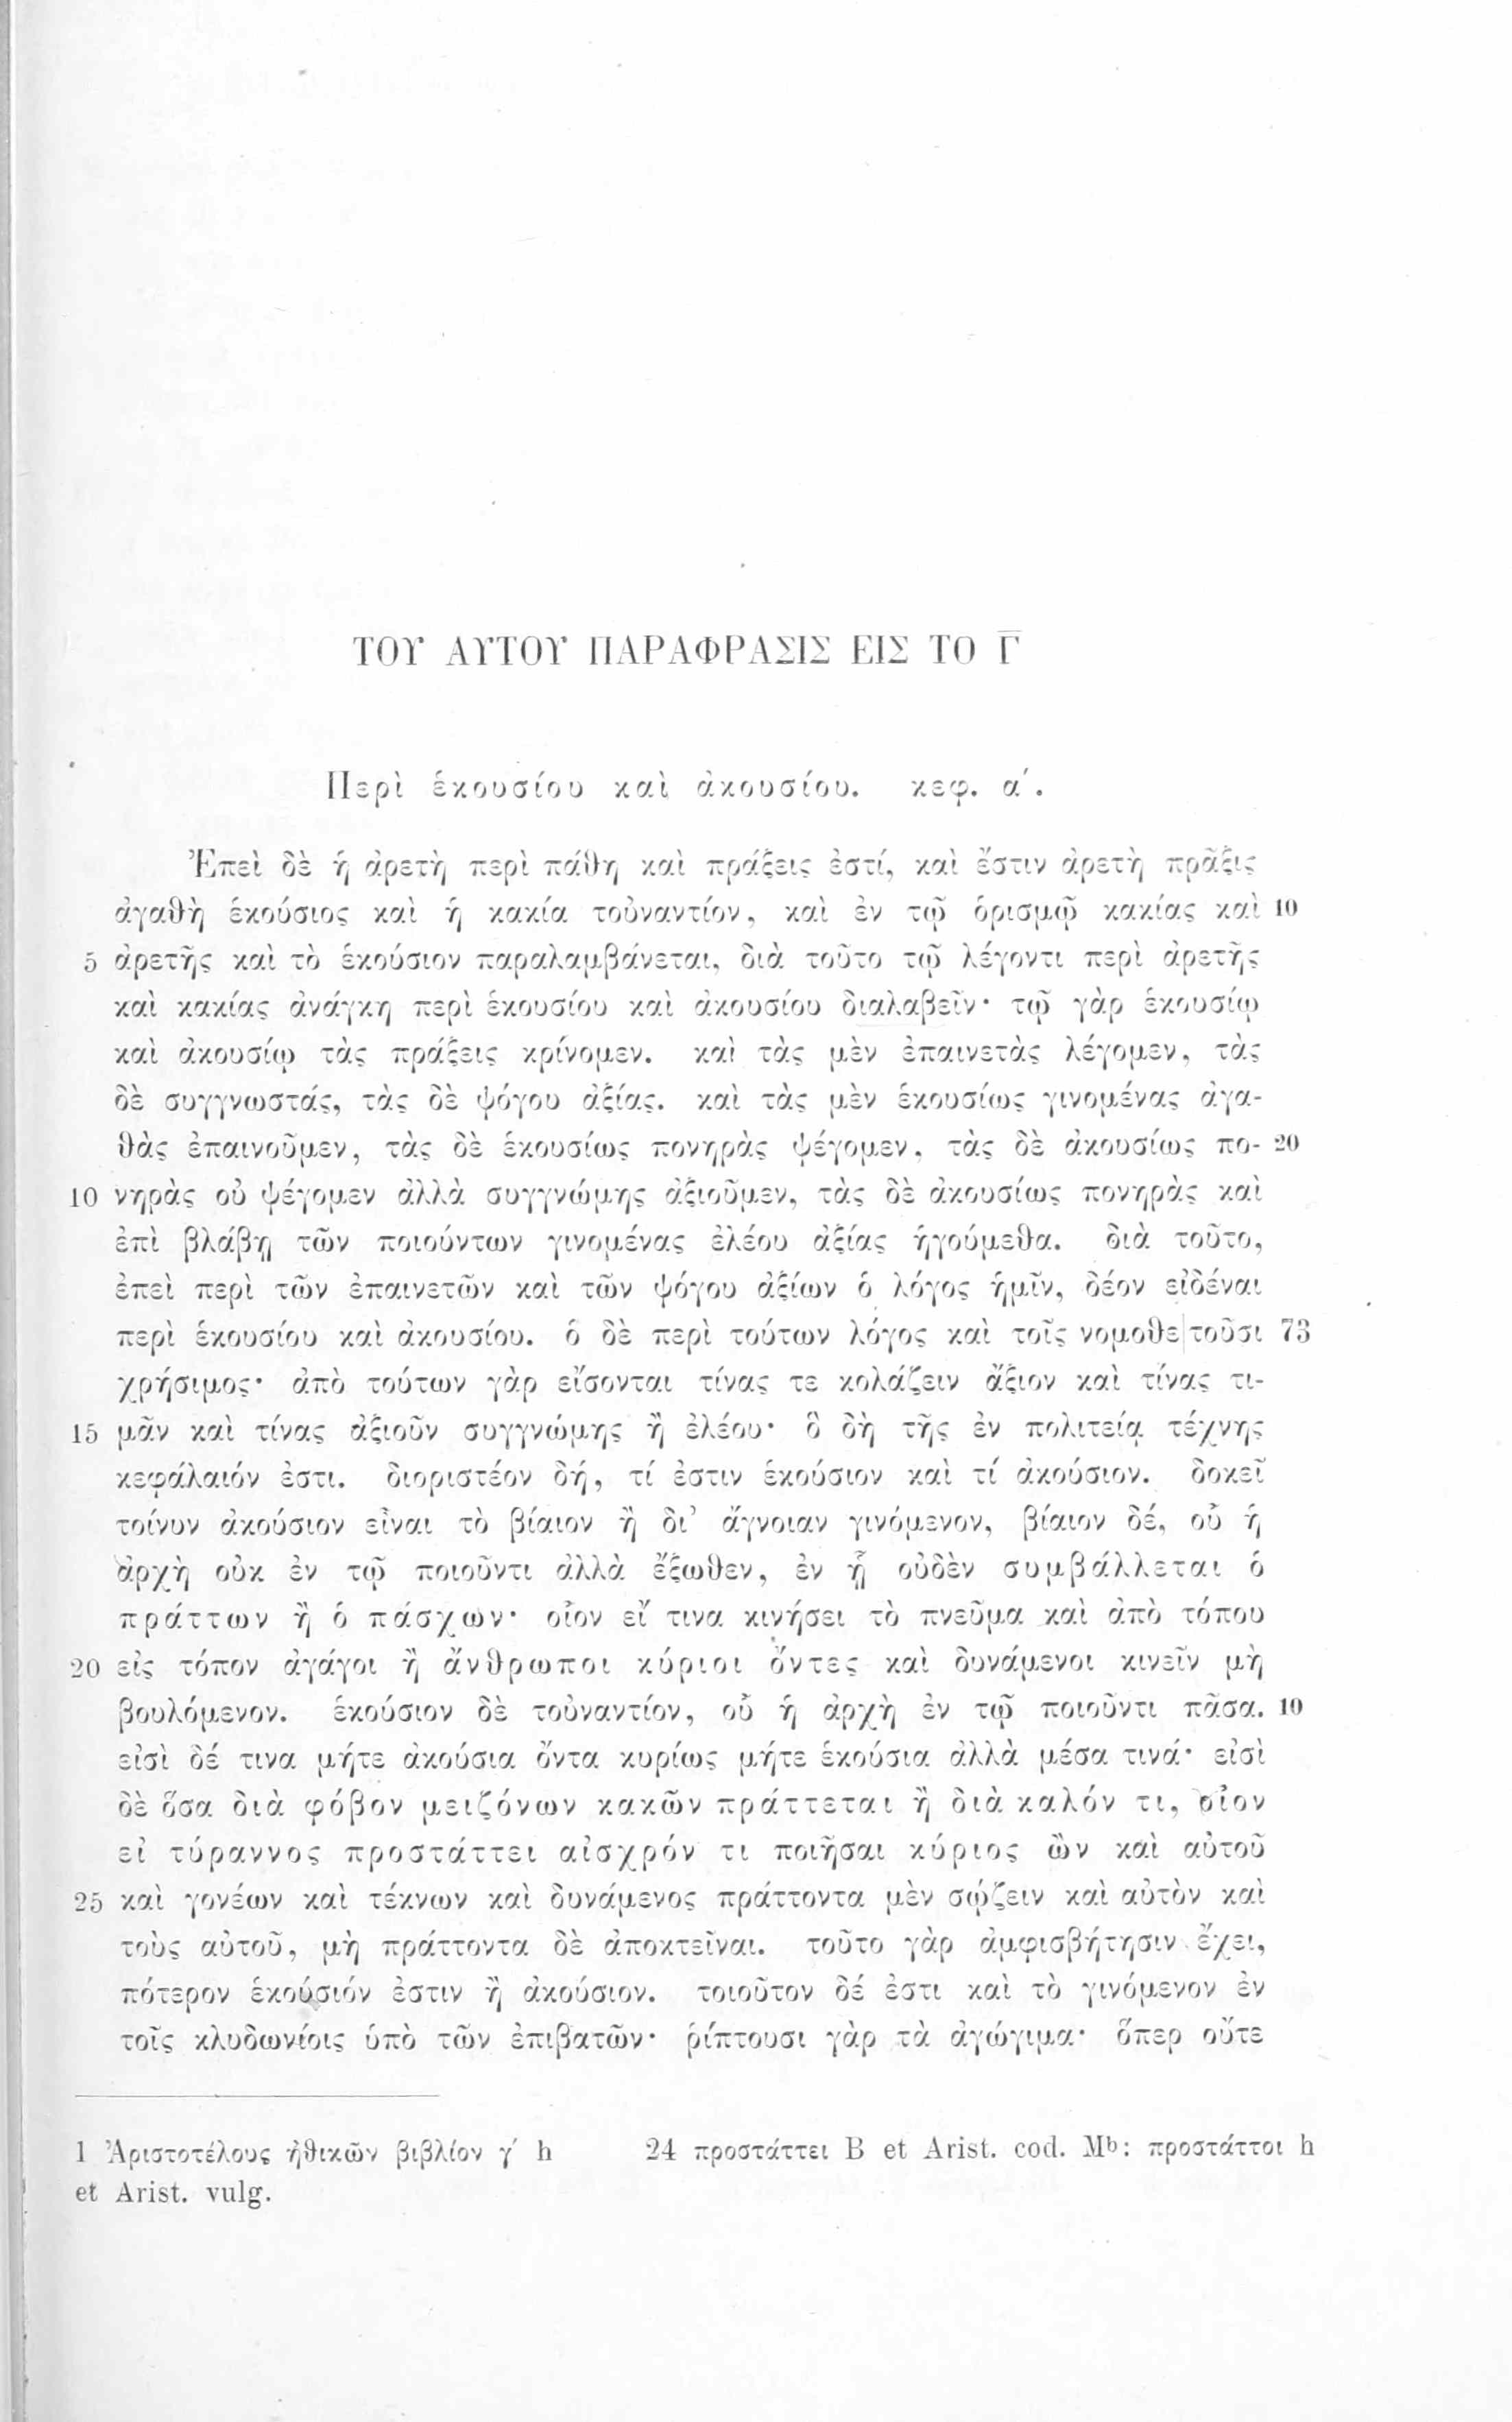 ΤΟΥ ΑΥΤΟΥ ΠΑΡΑΦΡΑΣΙΣ ΕΙΣ ΤΟ Γ̅
Περὶ ἑκουσίου καὶ ἀκουσίου. κεφ. α΄.
Ἐπεὶ δὲ ἡ ἀρετὴ περὶ πάθη καὶ πράξεις ἐστί, καὶ ἔστιν ἀρετὴ πρᾶξις
ἀγαθὴ ἑκούσιος καὶ ἡ κακία τοὐναντίον, καὶ ἐν τῷ ὁρισμῷ κακίας καὶ 10
5 ἀρετῆς καὶ τὸ ἑκούσιον παραλαμβάνεται, διὰ τοῦτο τῷ λέγοντι περὶ ἀρετῆς
καὶ κακίας ἀνάγκη περὶ ἑκουσίου καὶ ἀκουσίου διαλαβεῖν· τῷ γὰρ ἑκουσίῳ
καὶ ἀκουσίῳ τὰς πράξεις κρίνομεν. καὶ τὰς μὲν ἐπαινετὰς λέγομεν, τὰς
δὲ συγγνωστάς, τὰς δὲ ψόγου ἀξίας. καὶ τὰς μὲν ἑκουσίως γινομένας ἀγα-
θὰς ἐπαινοῦμεν, τὰς δὲ ἑκουσίως πονηρὰς ψέγομεν, τὰς δὲ ἀκουσίως πο- 20
10 νηρὰς οὐ ψέγομεν ἀλλὰ συγγνώμης ἀξιοῦμεν, τὰς δὲ ἀκουσίως πονηρὰς καὶ
ἐπὶ βλάβῃ τῶν ποιούντων γινομένας ἐλέου ἀξίας ἡγούμεθα. διὰ τοῦτο,
ἐπεὶ περὶ τῶν ἐπαινετῶν καὶ τῶν ψόγου ἀξίων ὁ λόγος ἡμῖν, δέον εἰδέναι
περὶ ἑκουσίου καὶ ἀκουσίου. ὁ δὲ περὶ τούτων λόγος καὶ τοῖς νομοθε|τοῦσι 73
χρήσιμος· ἀπὸ τούτων γὰρ εἴσονται τίνας τε κολάζειν ἄξιον καὶ τίνας τι-
15 μᾶν καὶ τίνας ἀξιοῦν συγγνώμης ἢ ἐλέου· ὃ δὴ τῆς ἐν πολιτείᾳ τέχνης
κεφάλαιόν ἐστι. διοριστέον δή, τί ἐστιν ἑκούσιον καὶ τί ἀκούσιον. δοκεῖ
τοίνυν ἀκούσιον εἶναι τὸ βίαιον ἢ δι’ ἄγνοιαν γινόμενον, βίαιον δέ, οὗ ἡ
ἀρχὴ οὐκ ἐν τῷ ποιοῦντι ἀλλὰ ἔξωθεν, ἐν ᾗ οὐδὲν συμβάλλεται ὁ
πράττων ἢ ὁ πάσχων· οἷον εἴ τινα κινήσει τὸ πνεῦμα καὶ ἀπὸ τόπου
20 εἰς τόπον ἀγάγοι ἢ ἄνθρωποι κύριοι ὄντες καὶ δυνάμενοι κινεῖν μὴ
βουλόμενον. ἑκούσιον δὲ τοὐναντίον, οὗ ἡ ἀρχὴ ἐν τῷ ποιοῦντι πᾶσα. 10
εἰσὶ δέ τινα μήτε ἀκούσια ὄντα κυρίως μήτε ἑκούσια ἀλλὰ μέσα τινά· εἰσὶ
δὲ ὅσα διὰ φόβον μειζόνων κακῶν πράττεται ἢ διὰ καλόν τι, οἷον
εἰ τύραννος προστάττει αἰσχρόν τι ποιῆσαι κύριος ὢν καὶ αὐτοῦ
25 καὶ γονέων καὶ τέκνων καὶ δυνάμενος πράττοντα μὲν σῴζειν καὶ αὐτὸν καὶ
τοὺς αὐτοῦ, μὴ πράττοντα δὲ ἀποκτεῖναι. τοῦτο γὰρ ἀμφισβήτησιν ἔχει,
πότερον ἑκούσιόν ἐστιν ἢ ἀκούσιον. τοιοῦτον δέ ἐστι καὶ τὸ γινόμενον ἐν
τοῖς κλυδωνίοις ὑπὸ τῶν ἐπιβατῶν· ῥίπτουσι γὰρ τὰ ἀγώγιμα· ὅπερ οὔτε
1 Ἀριστοτέλους ἠθικῶν βιβλίον γ΄ h 24 προστάττει B et Arist. cod. Mᵇ: προστάττοι h
et Arist. vulg.